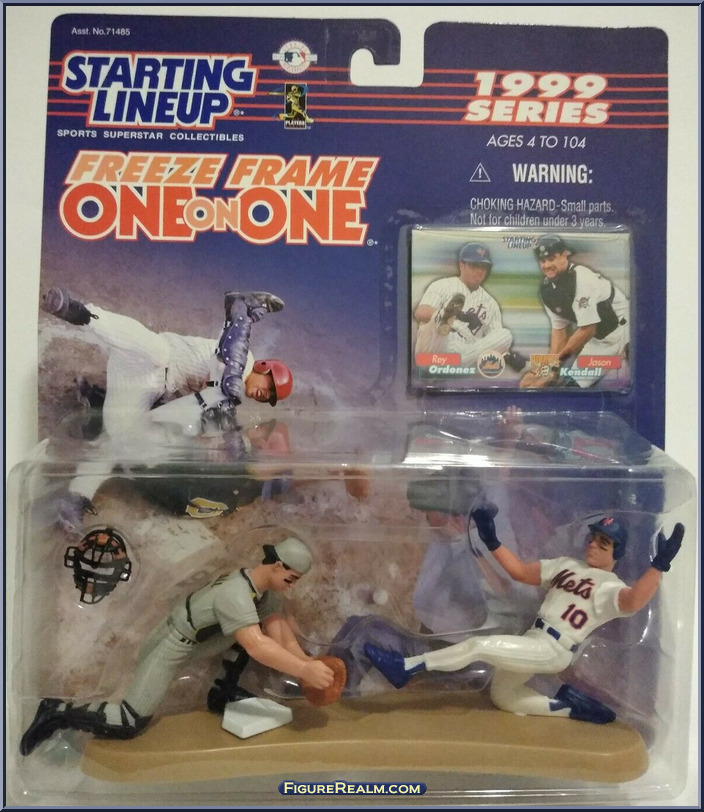 Asst. No.71485
STARTING
LINEUP
SPORTS SUPERSTAR COLLECTIBLES
PLAYERS
1999
SERIES
AGES 4 TO 104
FREEZE FRAME
ONE ON ONE
WARNING:
CHOKING HAZARD-Small parts.
Not for children under 3 years.
STARTING
LINEUP
Mets
Rey
Ordonez
Jason
Kendall
Mets
10
FIGUREREALM.COM